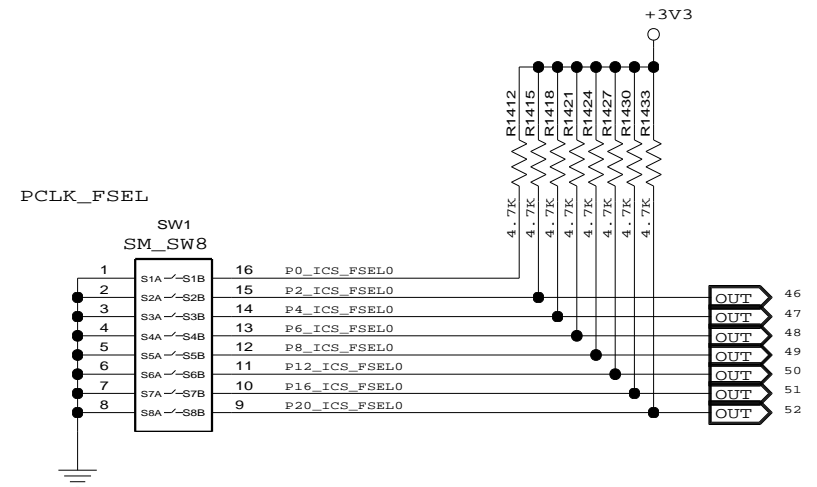 +3V3
R1412
R1415
R1418
R1421
R1424
R1427
R1430
R1433
4.7K
4.7K
4.7K
4.7K
4.7K
4.7K
4.7K
4.7K
PCLK_FSEL
SW1
SM_SW8
1 S1A S1B 16 P0_ICS_FSEL0
2 S2A S2B 15 P2_ICS_FSEL0 OUT 46
3 S3A S3B 14 P4_ICS_FSEL0 OUT 47
4 S4A S4B 13 P6_ICS_FSEL0 OUT 48
5 S5A S5B 12 P8_ICS_FSEL0 OUT 49
6 S6A S6B 11 P12_ICS_FSEL0 OUT 50
7 S7A S7B 10 P16_ICS_FSEL0 OUT 51
8 S8A S8B 9 P20_ICS_FSEL0 OUT 52